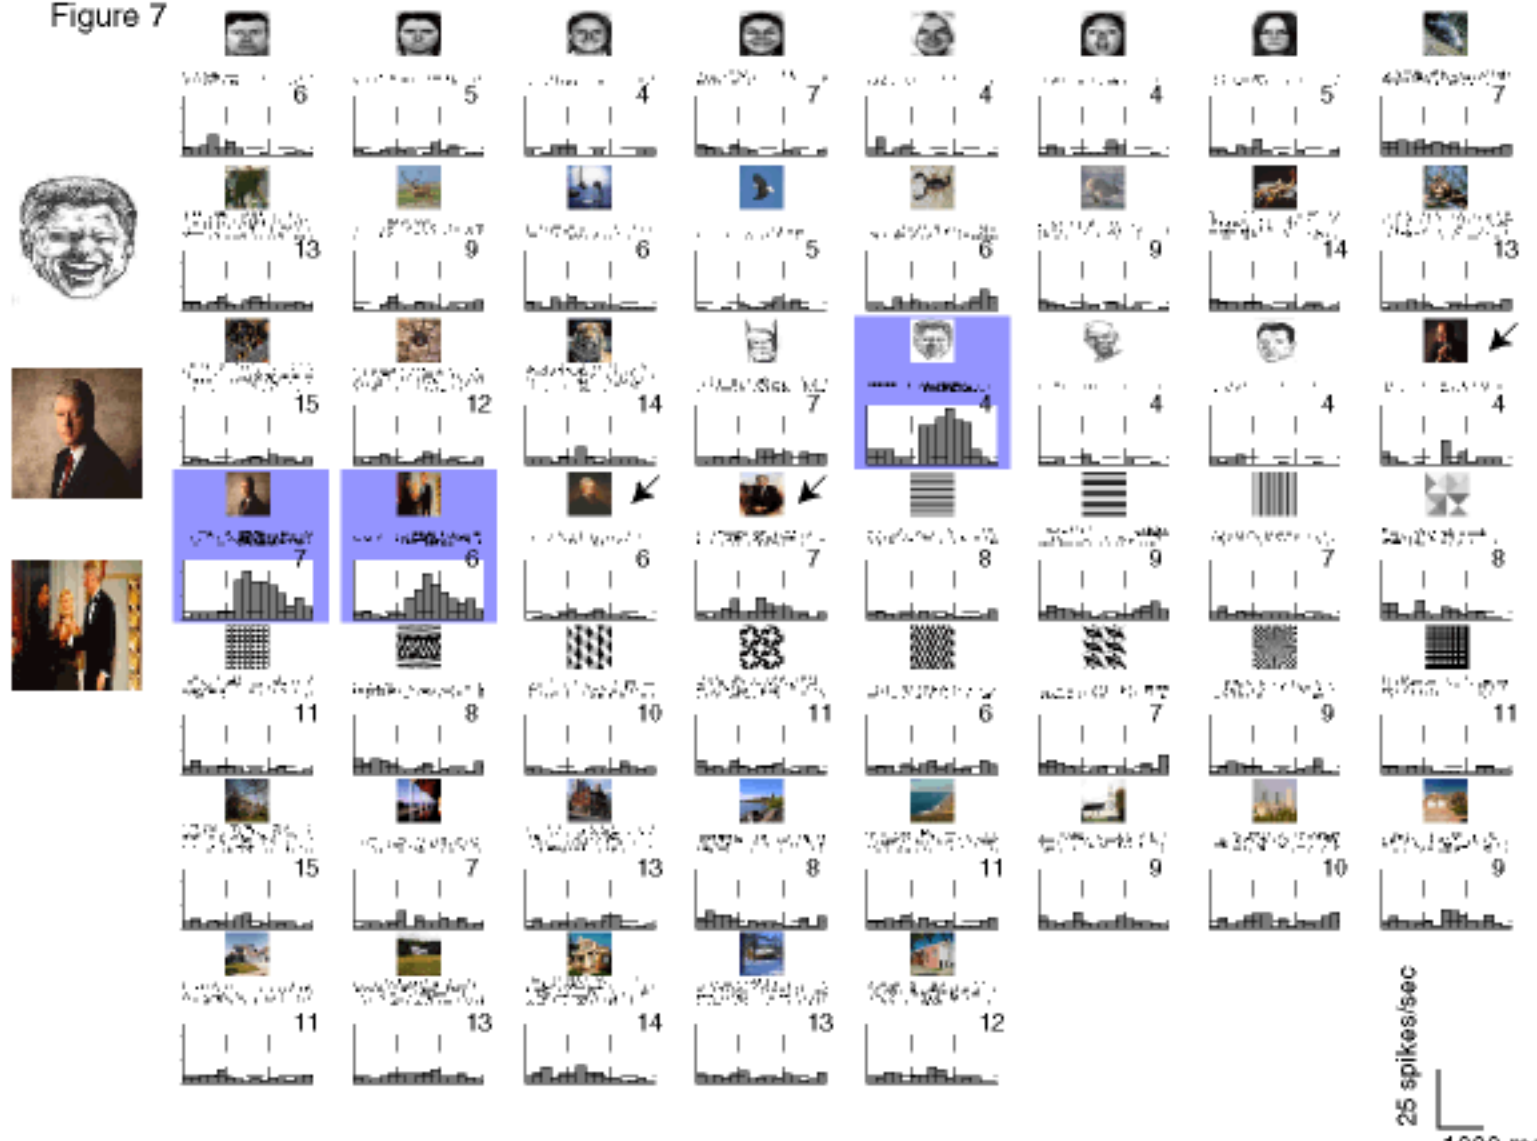 Figure 7
6 5 4 7 4 4 5 7
13 9 6 5 6 9 14 13
15 12 14 7 4 4 4 4
7 6 6 7 8 9 7 8
11 8 10 11 6 7 9 11
15 7 13 8 11 9 10 9
11 13 14 13 12
25 spikes/sec